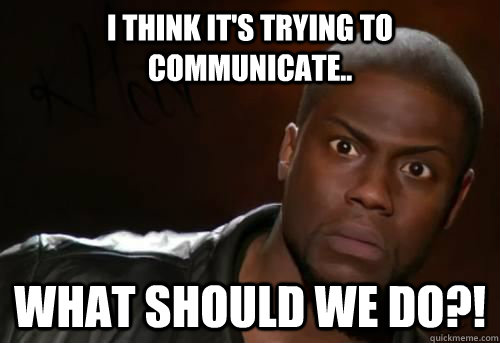 I THINK IT'S TRYING TO
COMMUNICATE..
WHAT SHOULD WE DO?!
quickmeme.com